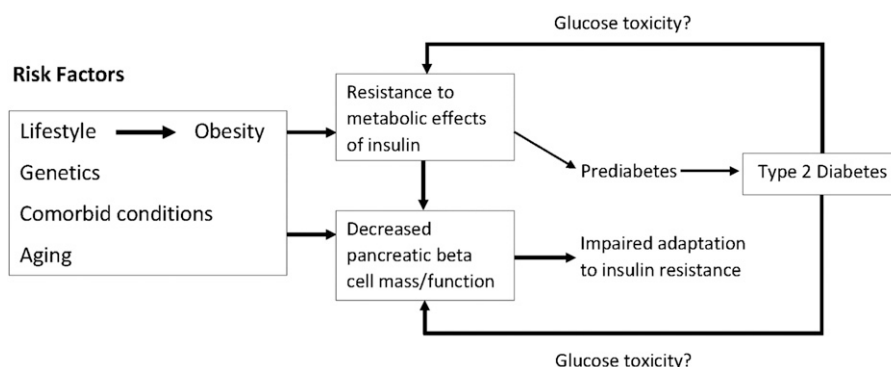 Glucose toxicity?
Risk Factors
Lifestyle
Obesity
Genetics
Comorbid conditions
Aging
Resistance to
metabolic effects
of insulin
Prediabetes
Type 2 Diabetes
Decreased
pancreatic beta
cell mass/function
Impaired adaptation
to insulin resistance
Glucose toxicity?